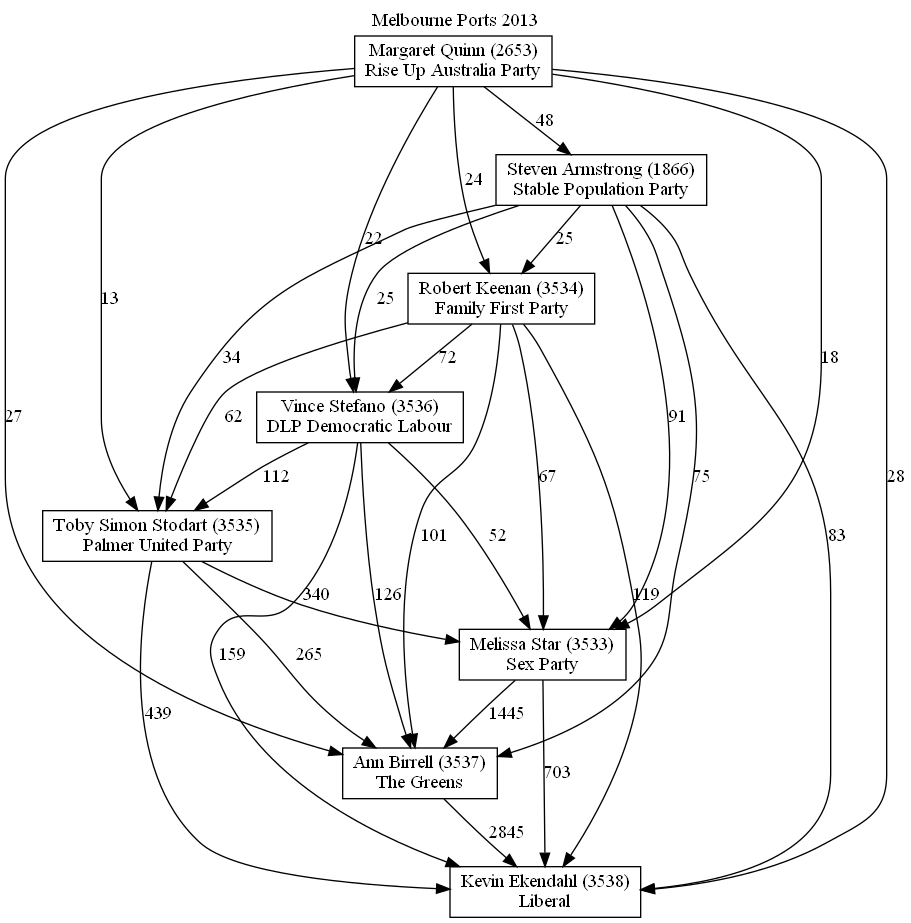 Melbourne Ports 2013
Margaret Quinn (2653)
Rise Up Australia Party
48
Steven Armstrong (1866)
Stable Population Party
24
22
25
25
Robert Keenan (3534)
Family First Party
13
34
72
18
62
Vince Stefano (3536)
DLP Democratic Labour
27
91
112
101
67
75
28
Toby Simon Stodart (3535)
Palmer United Party
52
83
340
126
119
Melissa Star (3533)
Sex Party
159
265
439
1445
Ann Birrell (3537)
The Greens
703
2845
Kevin Ekendahl (3538)
Liberal